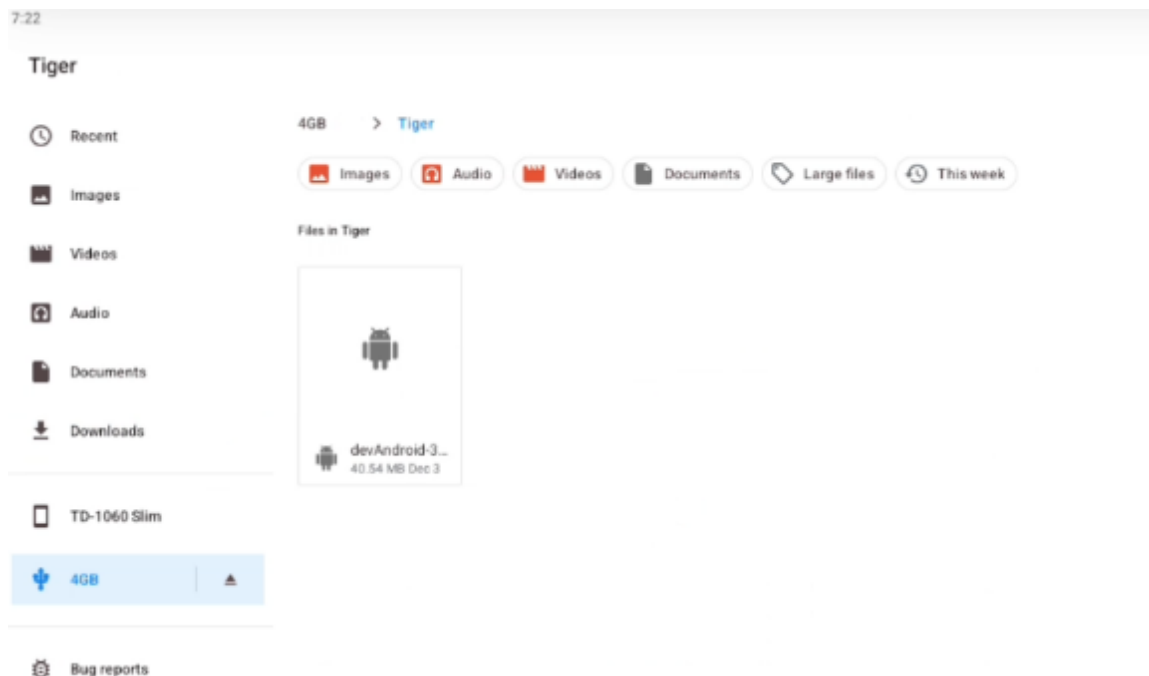 7:22
Tiger
Recent
Images
Videos
Audio
Documents
Downloads
TD-1060 Slim
4GB
Bug reports
4GB > Tiger
Images Audio Videos Documents Large files This week
Files in Tiger
devAndroid-3...
40.54 MB Dec 3